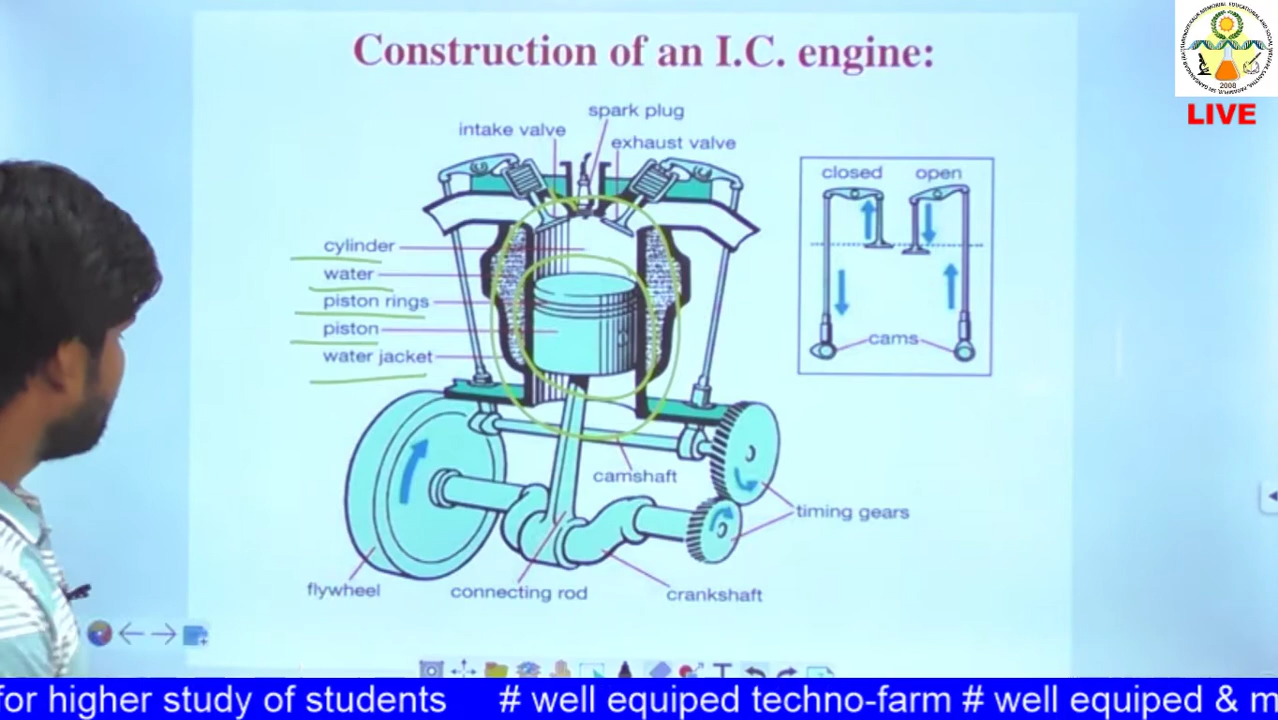 Construction of an I.C. engine:
spark plug
intake valve
exhaust valve
closed open
cylinder
water
piston rings
piston
water jacket
cams
camshaft
timing gears
flywheel
connecting rod
crankshaft
2008
LIVE
for higher study of students # well equiped techno-farm # well equiped & m